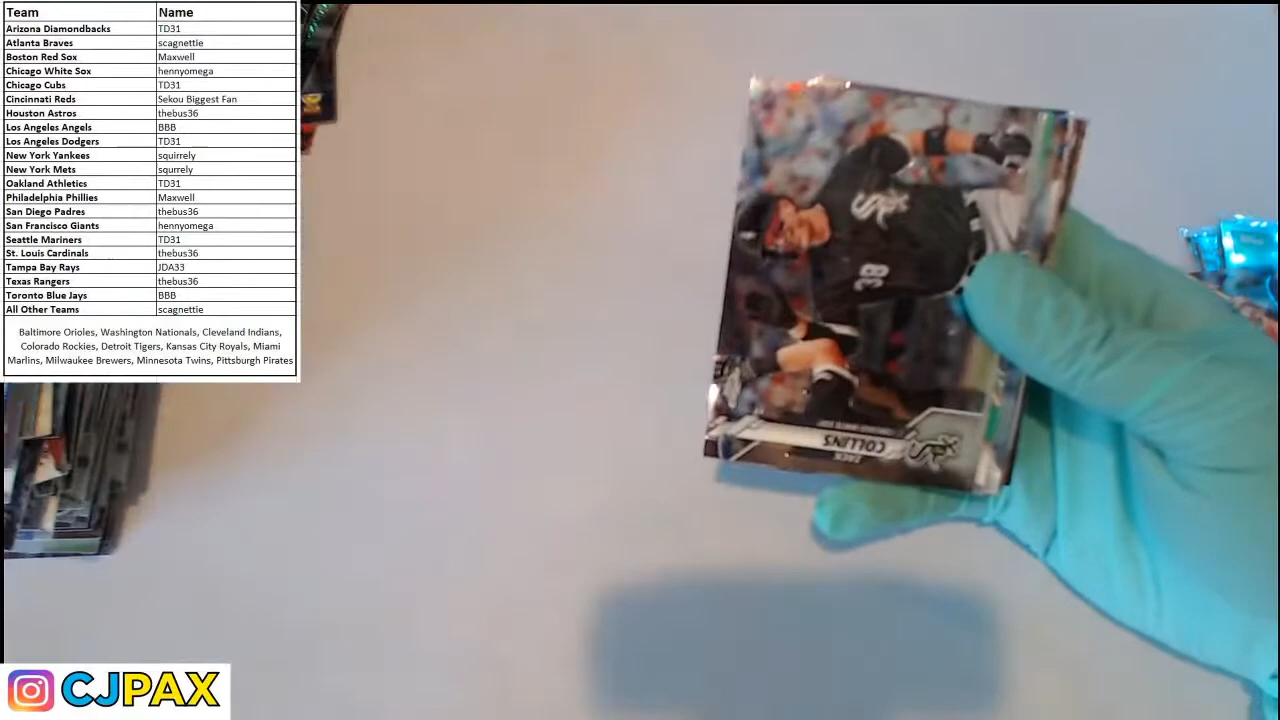 Team Name
Arizona Diamondbacks TD31
Atlanta Braves scagnettie
Boston Red Sox Maxwell
Chicago White Sox hennyomega
Chicago Cubs TD31
Cincinnati Reds Sekou Biggest Fan
Houston Astros thebus36
Los Angeles Angels BBB
Los Angeles Dodgers TD31
New York Yankees squirrely
New York Mets squrrely
Oakland Athletics TD31
Philadelphia Phillies Maxwell
San Diego Padres thebus36
San Francisco Giants hennyomega
Seattle Mariners TD31
St. Louis Cardinals thebus36
Tampa Bay Rays JDA33
Texas Rangers thebus36
Toronto Blue Jays BBB
All Other Teams scagnettie
Baltimore Orioles, Washington Nationals, Cleveland Indians,
Colorado Rockies, Detroit Tigers, Kansas City Royals, Miami
Marlins, Milwaukee Brewers, Minnesota Twins, Pittsburgh Pirates
Sox
38
ZACK
COLLINS
Sox
CJPAX